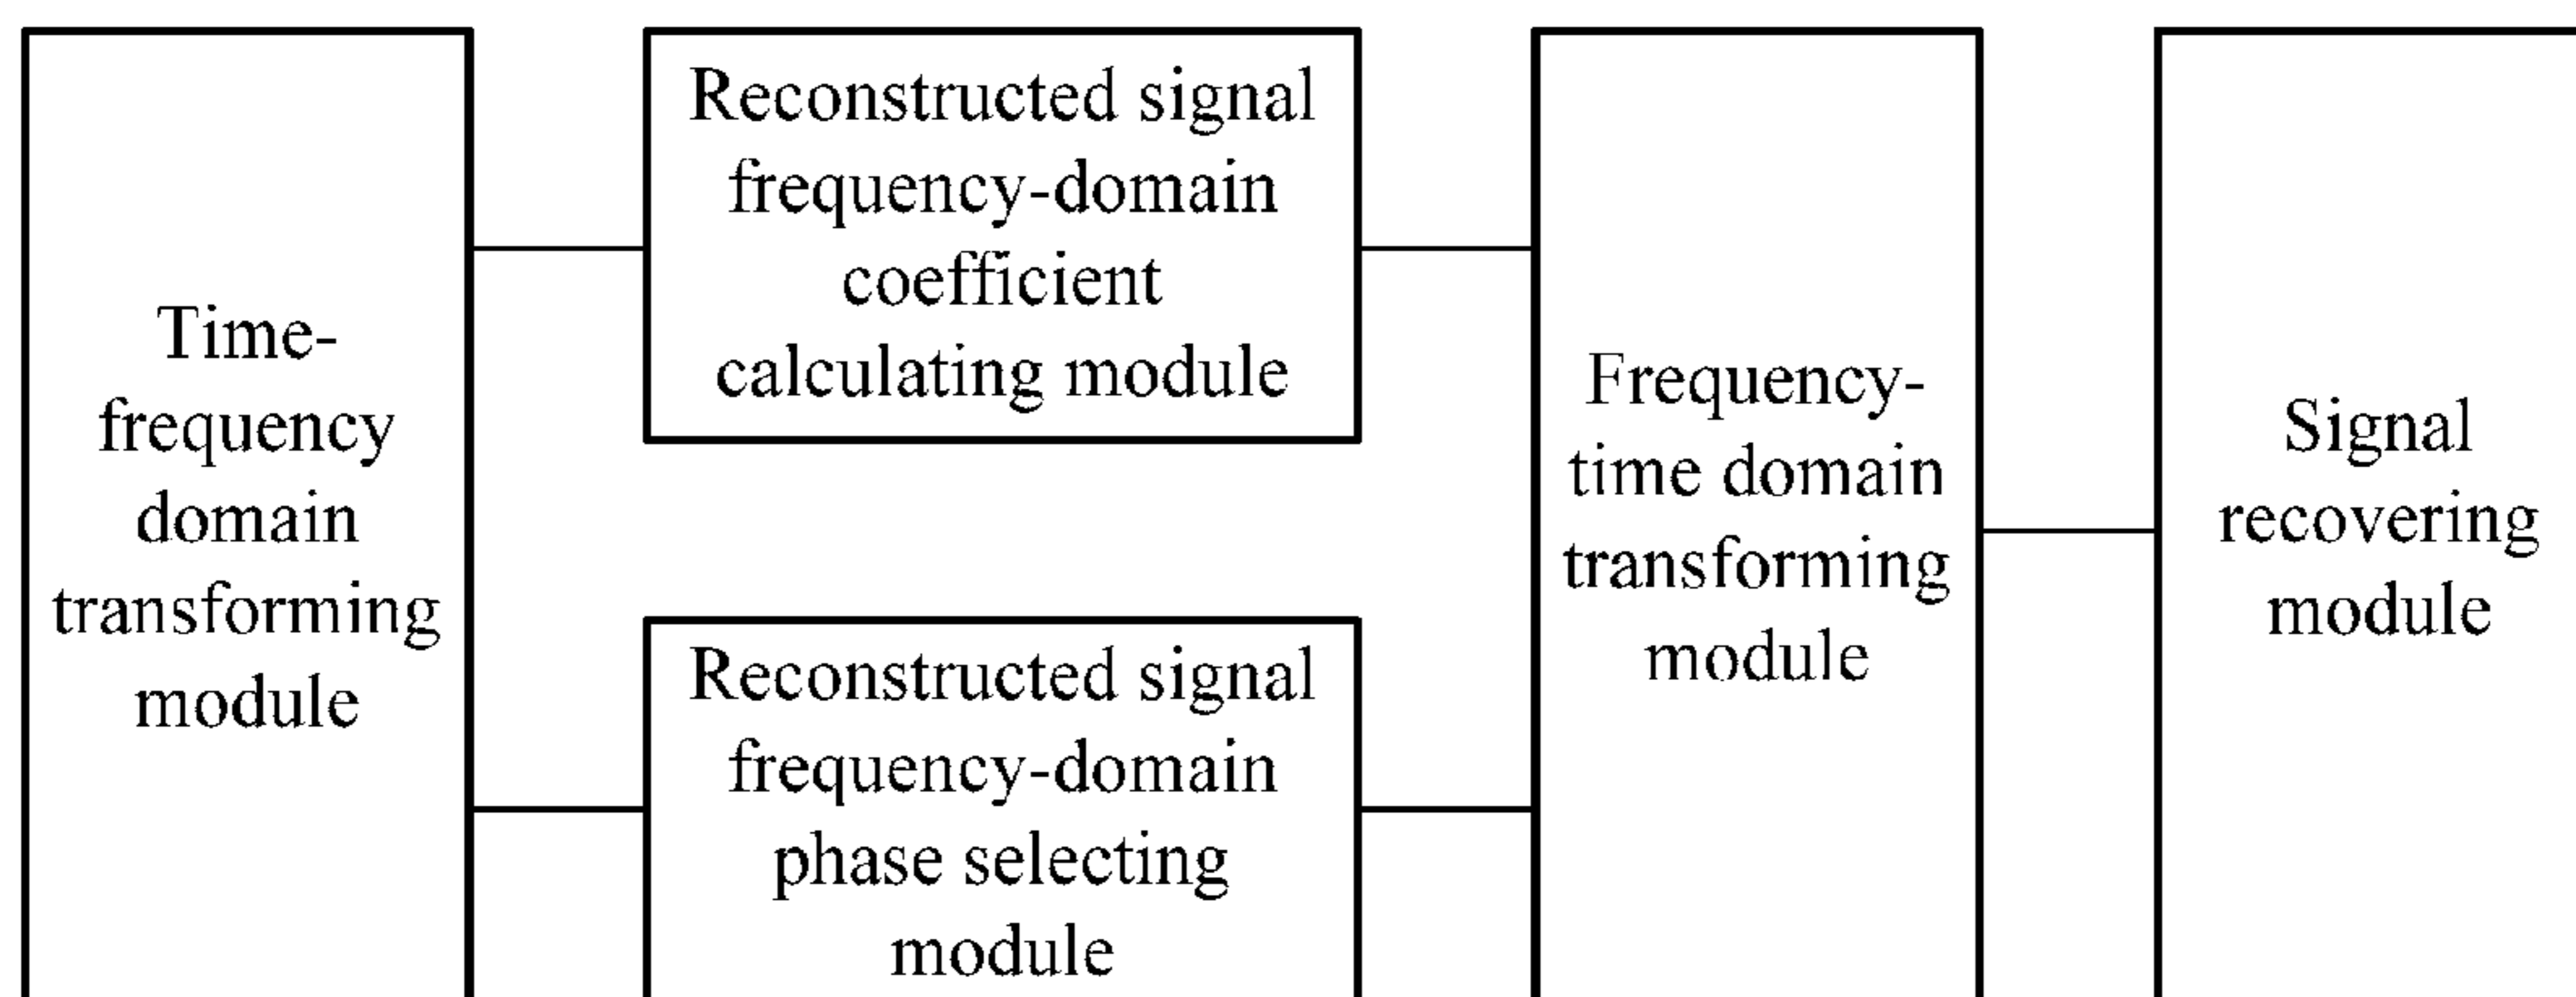 Time-
frequency
domain
transforming
module
Reconstructed signal
frequency-domain
coefficient
calculating module
Reconstructed signal
frequency-domain
phase selecting
module
Frequency-
time domain
transforming
module
Signal
recovering
module